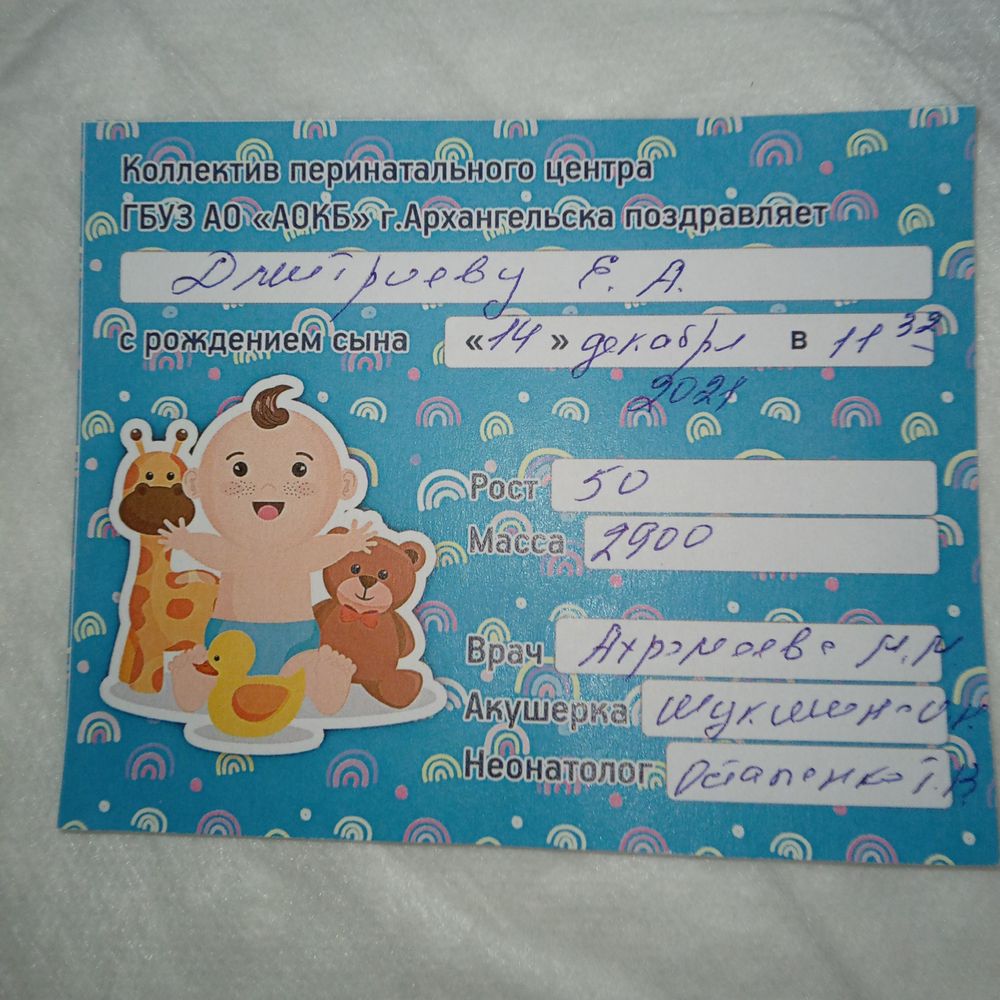 Коллектив перинатального центра
ГБУЗ АО «АОКБ» г.Архангельска поздравляет
Дмитриеву Е. А.
с рождением сына «14» декабря в 11 32
2021
Рост 50
Масса 2900
Врач М.М
Акушерка
Неонатолог Остапенко Т.В.